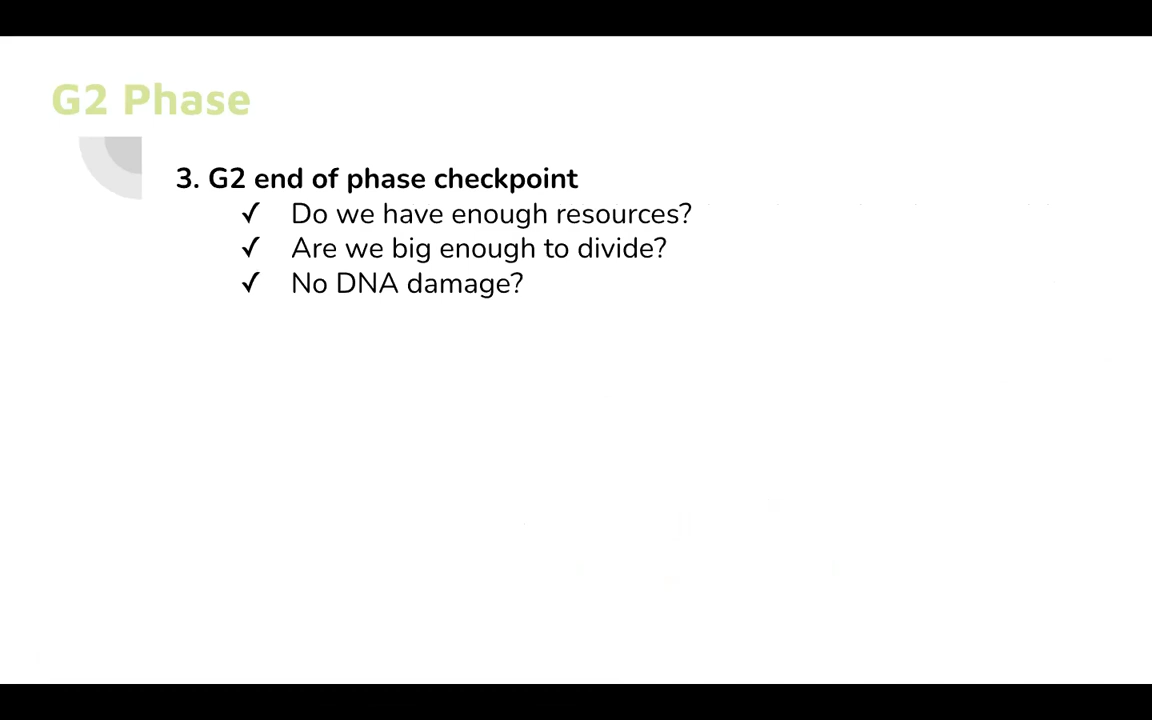 G2 Phase
3. G2 end of phase checkpoint
✓ Do we have enough resources?
✓ Are we big enough to divide?
✓ No DNA damage?